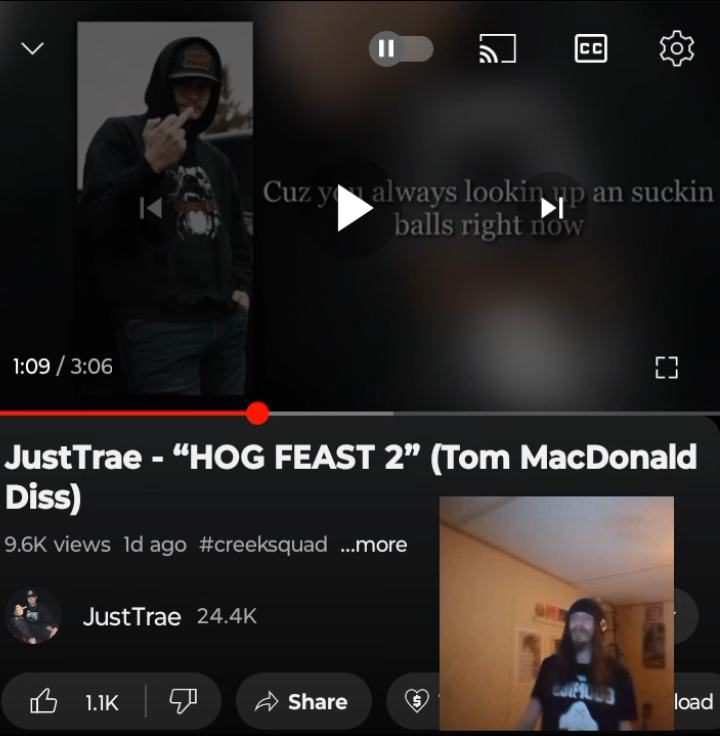 CC
Cuz you always lookin up an suckin
balls right now
1:09 / 3:06
JustTrae - “HOG FEAST 2” (Tom MacDonald
Diss)
9.6K views 1d ago #creeksquad ...more
JustTrae 24.4K
1.1K Share $ load